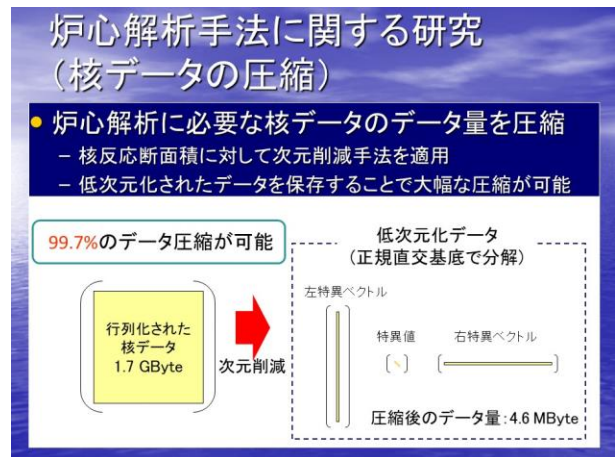 炉心解析手法に関する研究
（核データの圧縮）
● 炉心解析に必要な核データのデータ量を圧縮
– 核反応断面積に対して次元削減手法を適用
– 低次元化されたデータを保存することで大幅な圧縮が可能
99.7%のデータ圧縮が可能
行列化された
核データ
1.7 GByte
次元削減
低次元化データ
（正規直交基底で分解）
左特異ベクトル
特異値
右特異ベクトル
圧縮後のデータ量：4.6 MByte